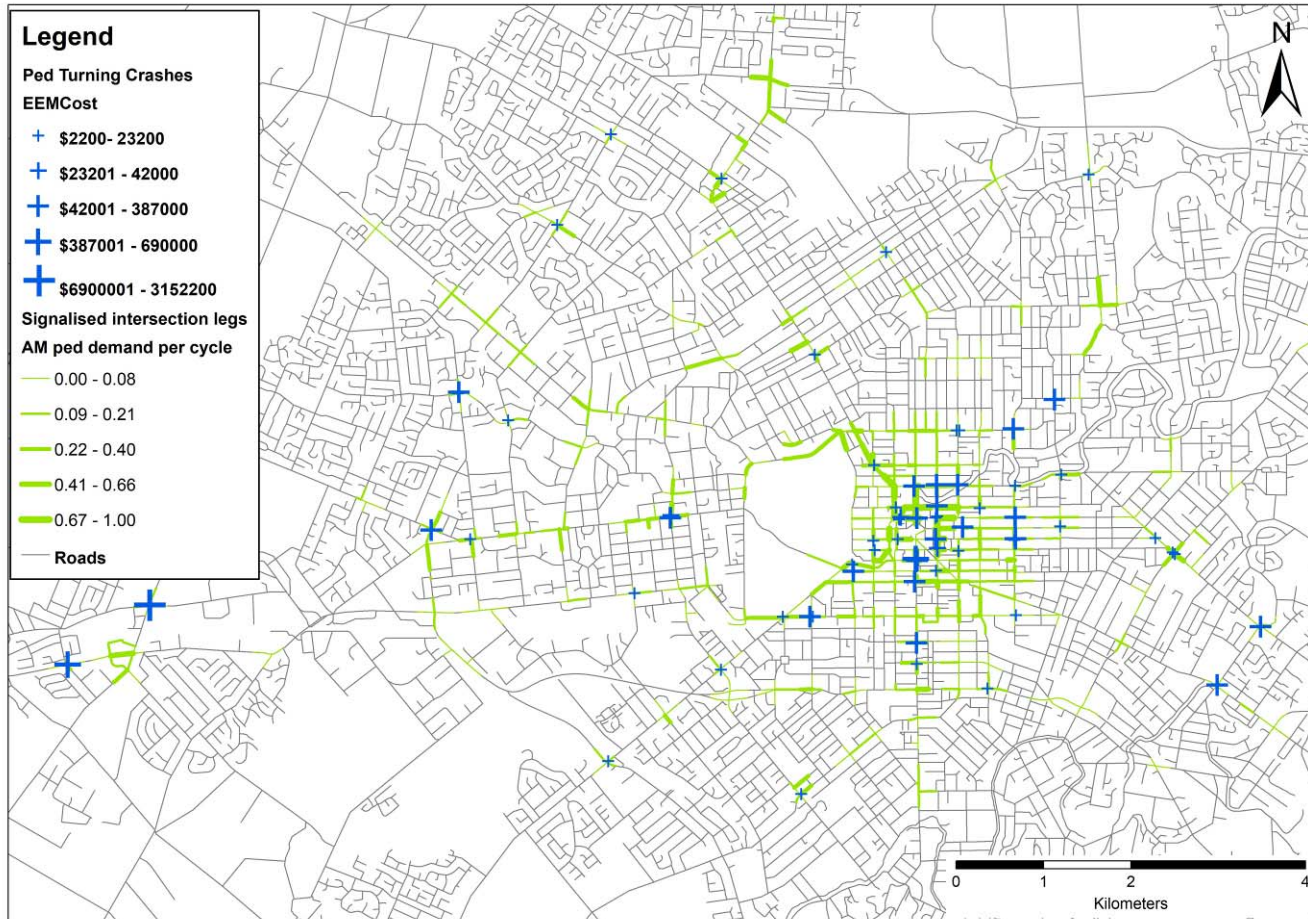 Legend
Ped Turning Crashes
EEMCost
$2200- 23200
$23201 - 42000
$42001 - 387000
$387001 - 690000
$6900001 - 3152200
Signalised intersection legs
AM ped demand per cycle
0.00 - 0.08
0.09 - 0.21
0.22 - 0.40
0.41 - 0.66
0.67 - 1.00
Roads
N
0 1 2 4
Kilometers